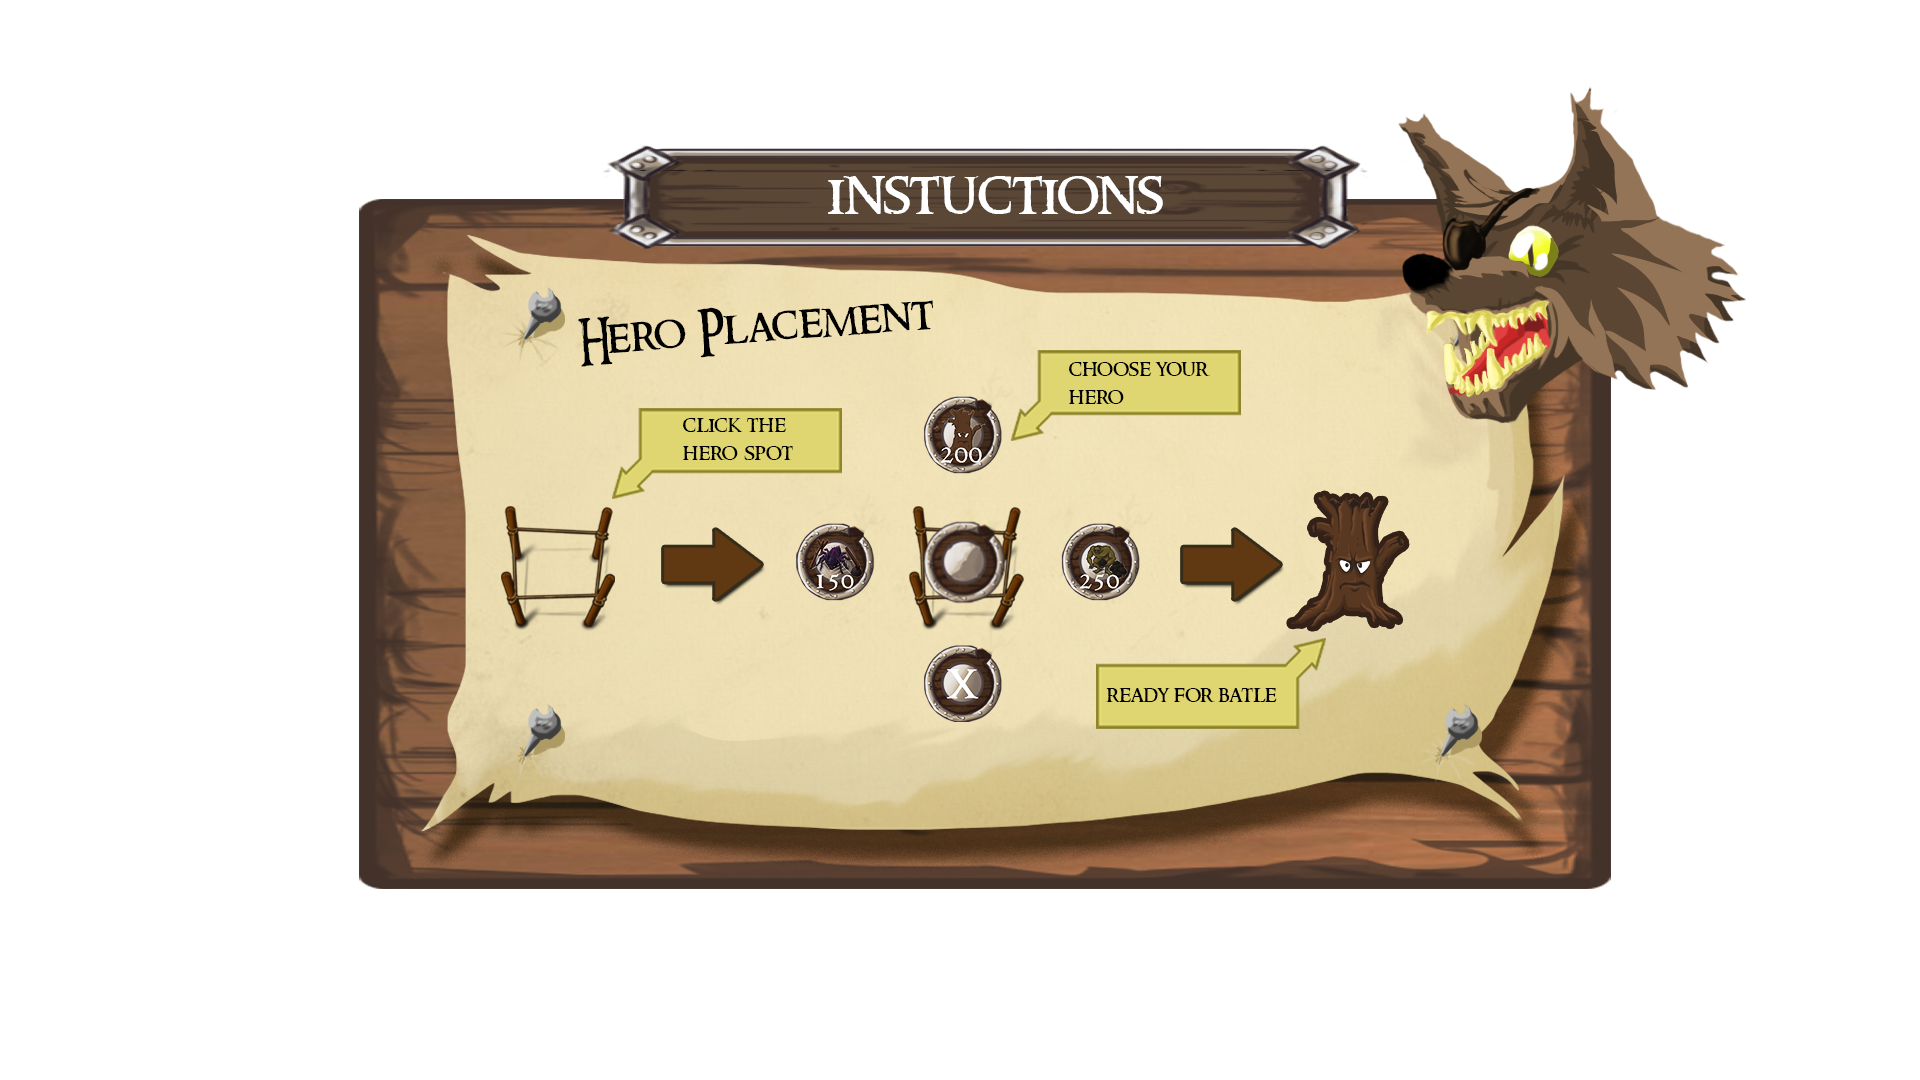 INSTUCTIONS
HERO PLACEMENT
CHOOSE YOUR
HERO
CLICK THE
HERO SPOT
200
150
250
X
READY FOR BATLE